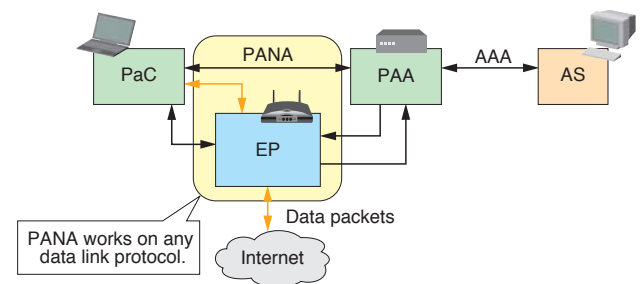 PANA
AAA
PaC
PAA
AS
EP
Data packets
PANA works on any
data link protocol.
Internet